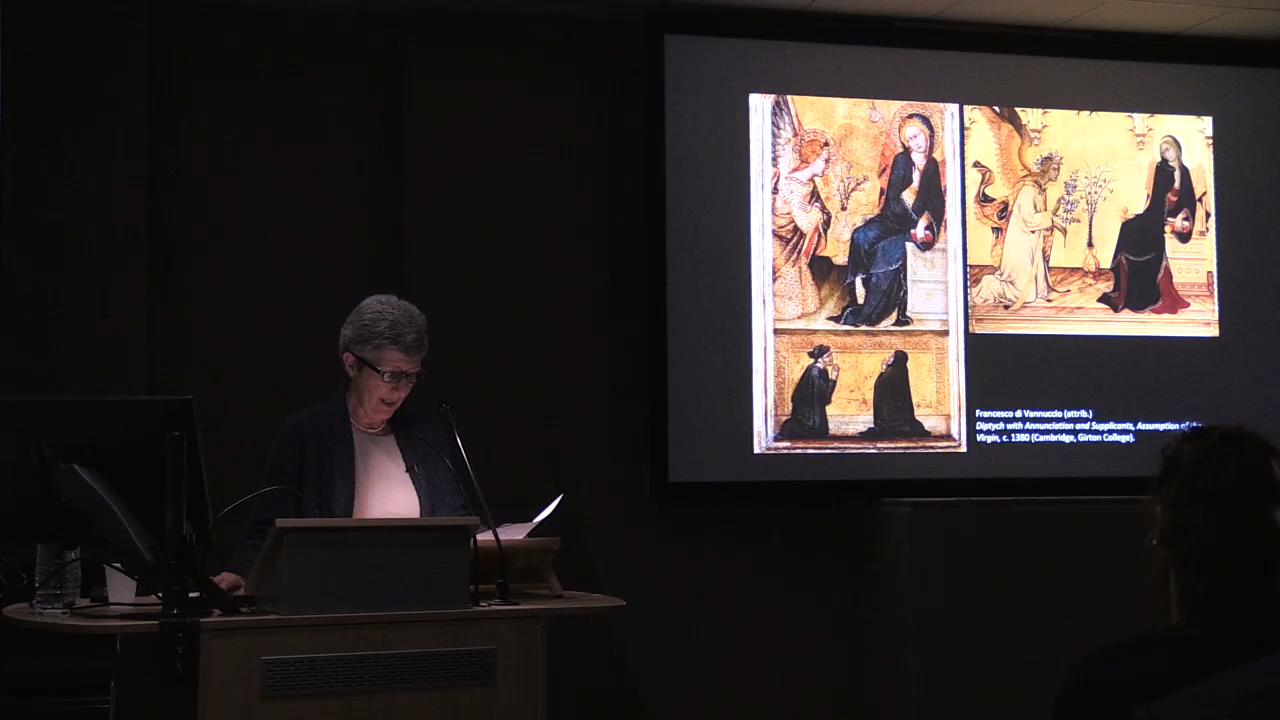 Francesco di Vannuccio (attrib.)
Diptych with Annunciation and Supplicants, Assumption of the
Virgin, c. 1380 (Cambridge, Girton College).